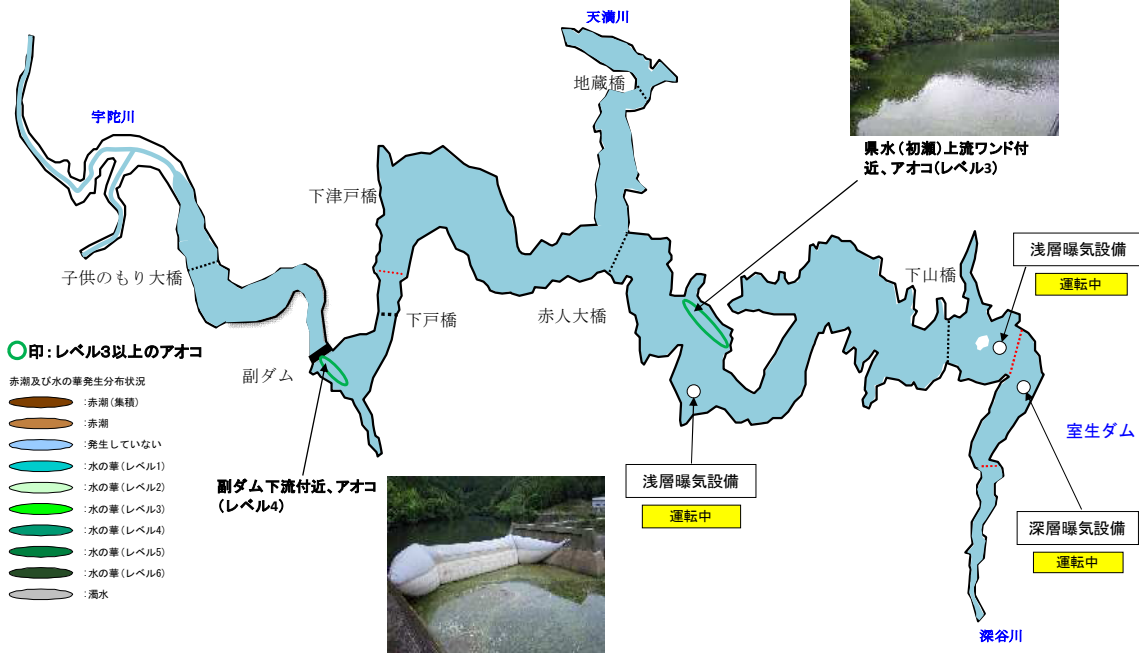 天満川
地蔵橋
宇陀川
県水(初瀬)上流ワンド付
近、アオコ(レベル3)
下津戸橋
子供のもり大橋
赤人大橋
下山橋
浅層曝気設備
運転中
下戸橋
副ダム
○印:レベル3以上のアオコ
赤潮及び水の華発生分布状況
:赤潮(集積)
:赤潮
:発生していない
:水の華(レベル1)
:水の華(レベル2)
:水の華(レベル3)
:水の華(レベル4)
:水の華(レベル5)
:水の華(レベル6)
:濁水
副ダム下流付近、アオコ
(レベル4)
浅層曝気設備
運転中
室生ダム
深層曝気設備
運転中
深谷川